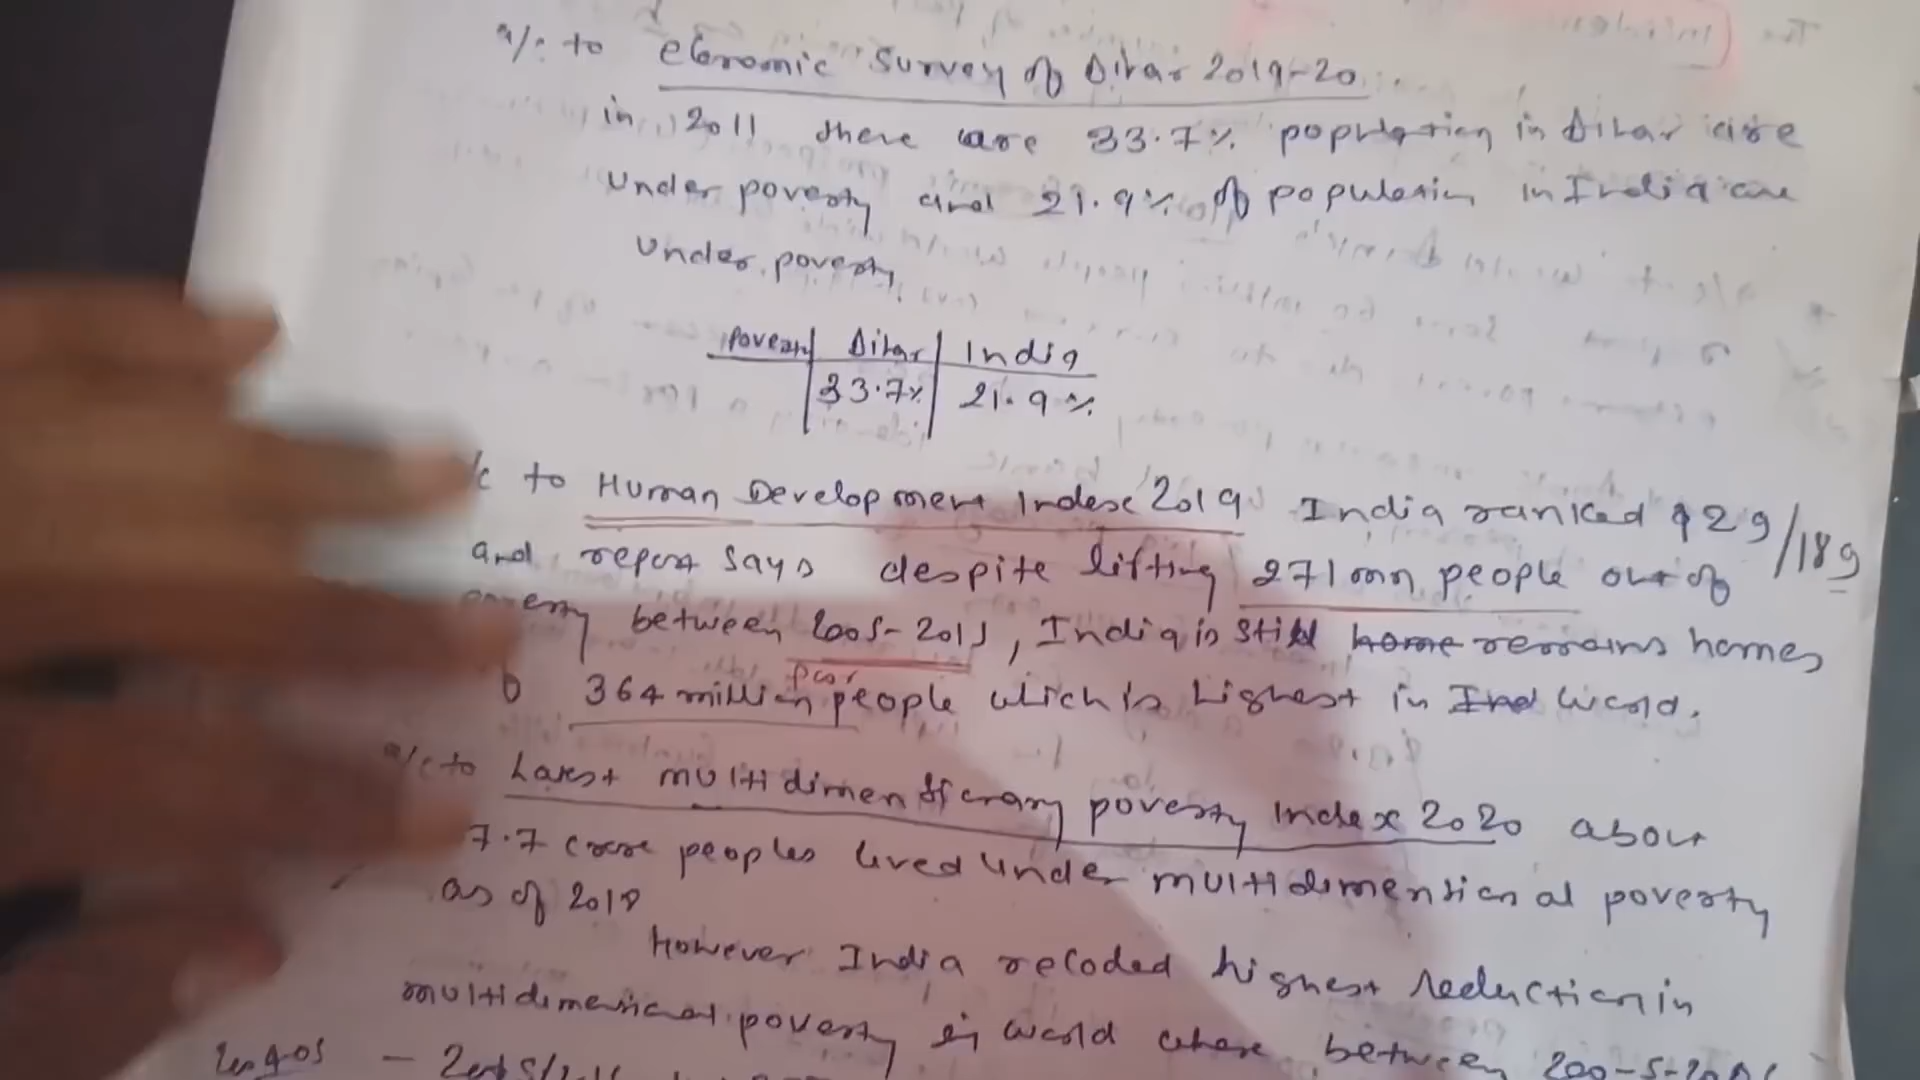 a/c to economic Survey of Bihar 2019-20
in 2011 there are 33.7% population in Bihar are
under poverty and 21.9% of population in India are
under poverty
poverty Bihar India
33.7% 21.9%
to Human Development Index 2019 India ranked 129/189
and report says despite lifting 271 mn people out of
between 2005-2015, India is still home remains homes
364 million poor people which is highest in Ind World.
a/c to Latest multidimensionary poverty index 2020 about
7.7 crore peoples lived under multidimensional poverty
as of 2018
However India recoded highest reduction in
multidimensional poverty in world where between